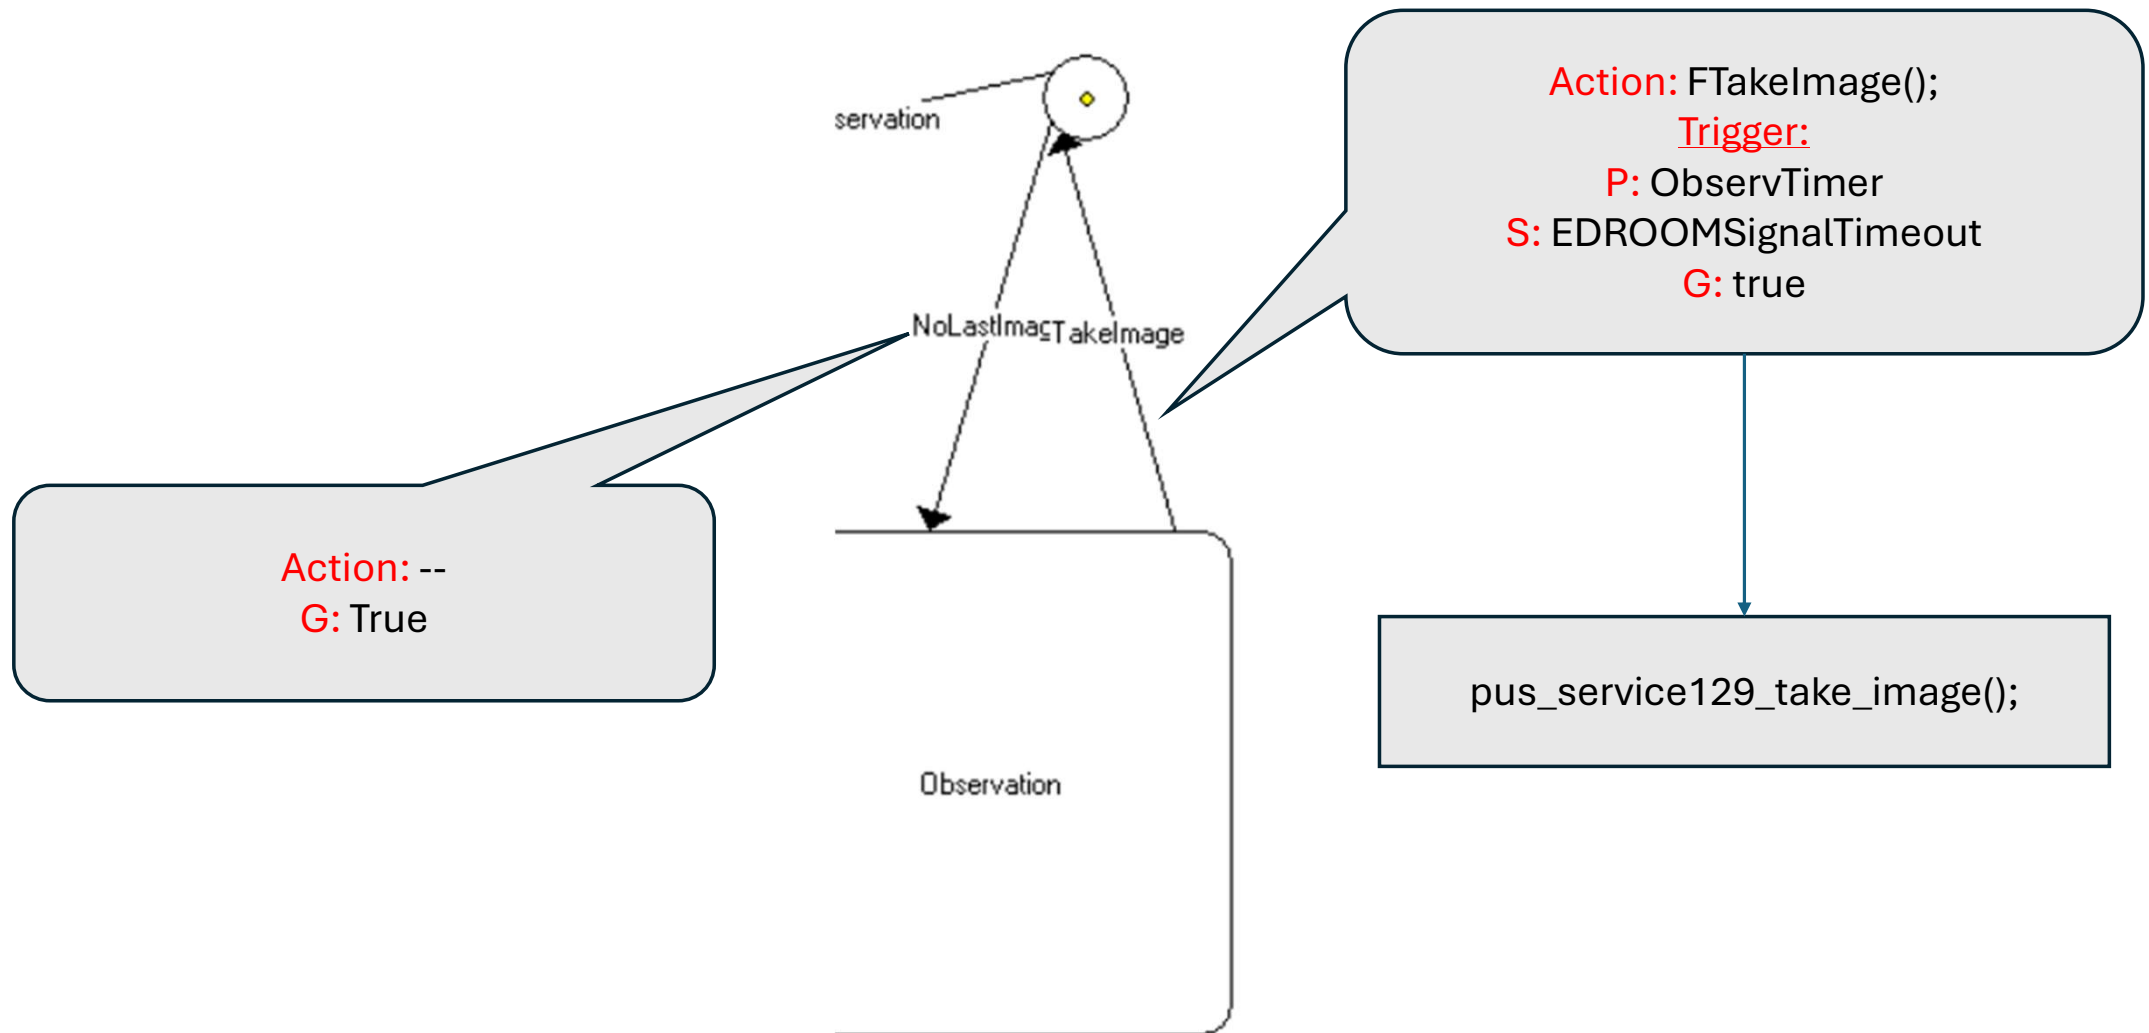 Action: FTakeImage();
Trigger:
P: ObservTimer
S: EDROOMSignalTimeout
G: true
servation
NoLastImag
TakeImage
Action: --
G: True
pus_service129_take_image();
Observation